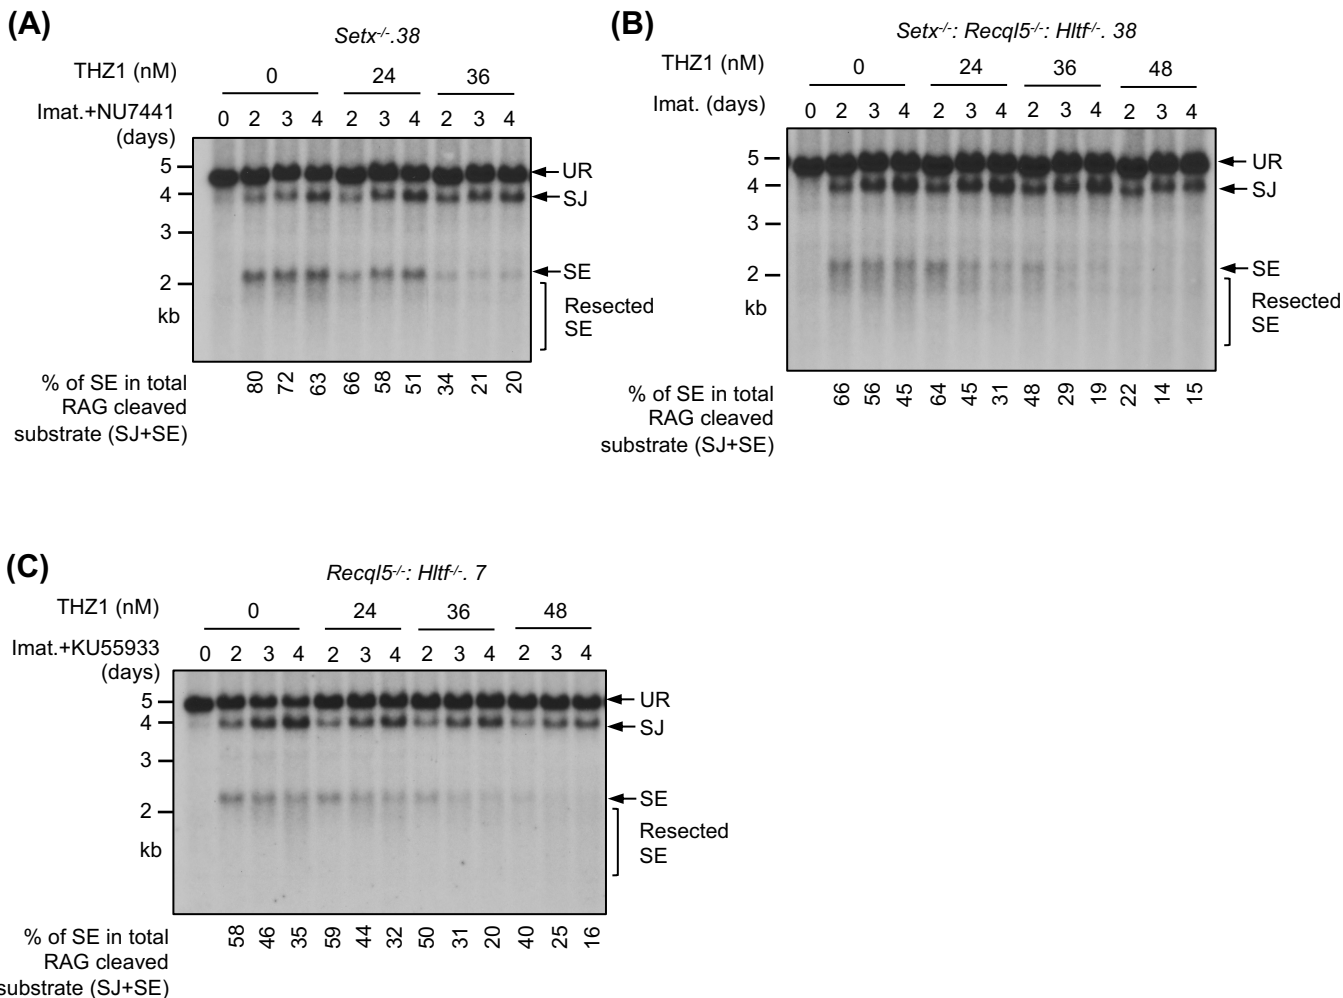 (A)
Setx-/-.38
THZ1 (nM)
0 24 36
Imat.+NU7441
(days)
0 2 3 4 2 3 4 2 3 4
5
4
3
2
kb
UR
SJ
SE
Resected
SE
% of SE in total
RAG cleaved
substrate (SJ+SE)
80 72 63 66 58 51 34 21 20
(B)
Setx-/-: Recql5-/-: Hltf-/-. 38
THZ1 (nM)
0 24 36 48
Imat. (days)
0 2 3 4 2 3 4 2 3 4 2 3 4
5
4
3
2
kb
UR
SJ
SE
Resected
SE
% of SE in total
RAG cleaved
substrate (SJ+SE)
66 56 45 64 45 31 48 29 19 22 14 15
(C)
Recql5-/-: Hltf-/-. 7
THZ1 (nM)
0 24 36 48
Imat.+KU55933
(days)
0 2 3 4 2 3 4 2 3 4 2 3 4
5
4
3
2
kb
UR
SJ
SE
Resected
SE
% of SE in total
RAG cleaved
substrate (SJ+SE)
58 46 35 59 44 32 50 31 20 40 25 16